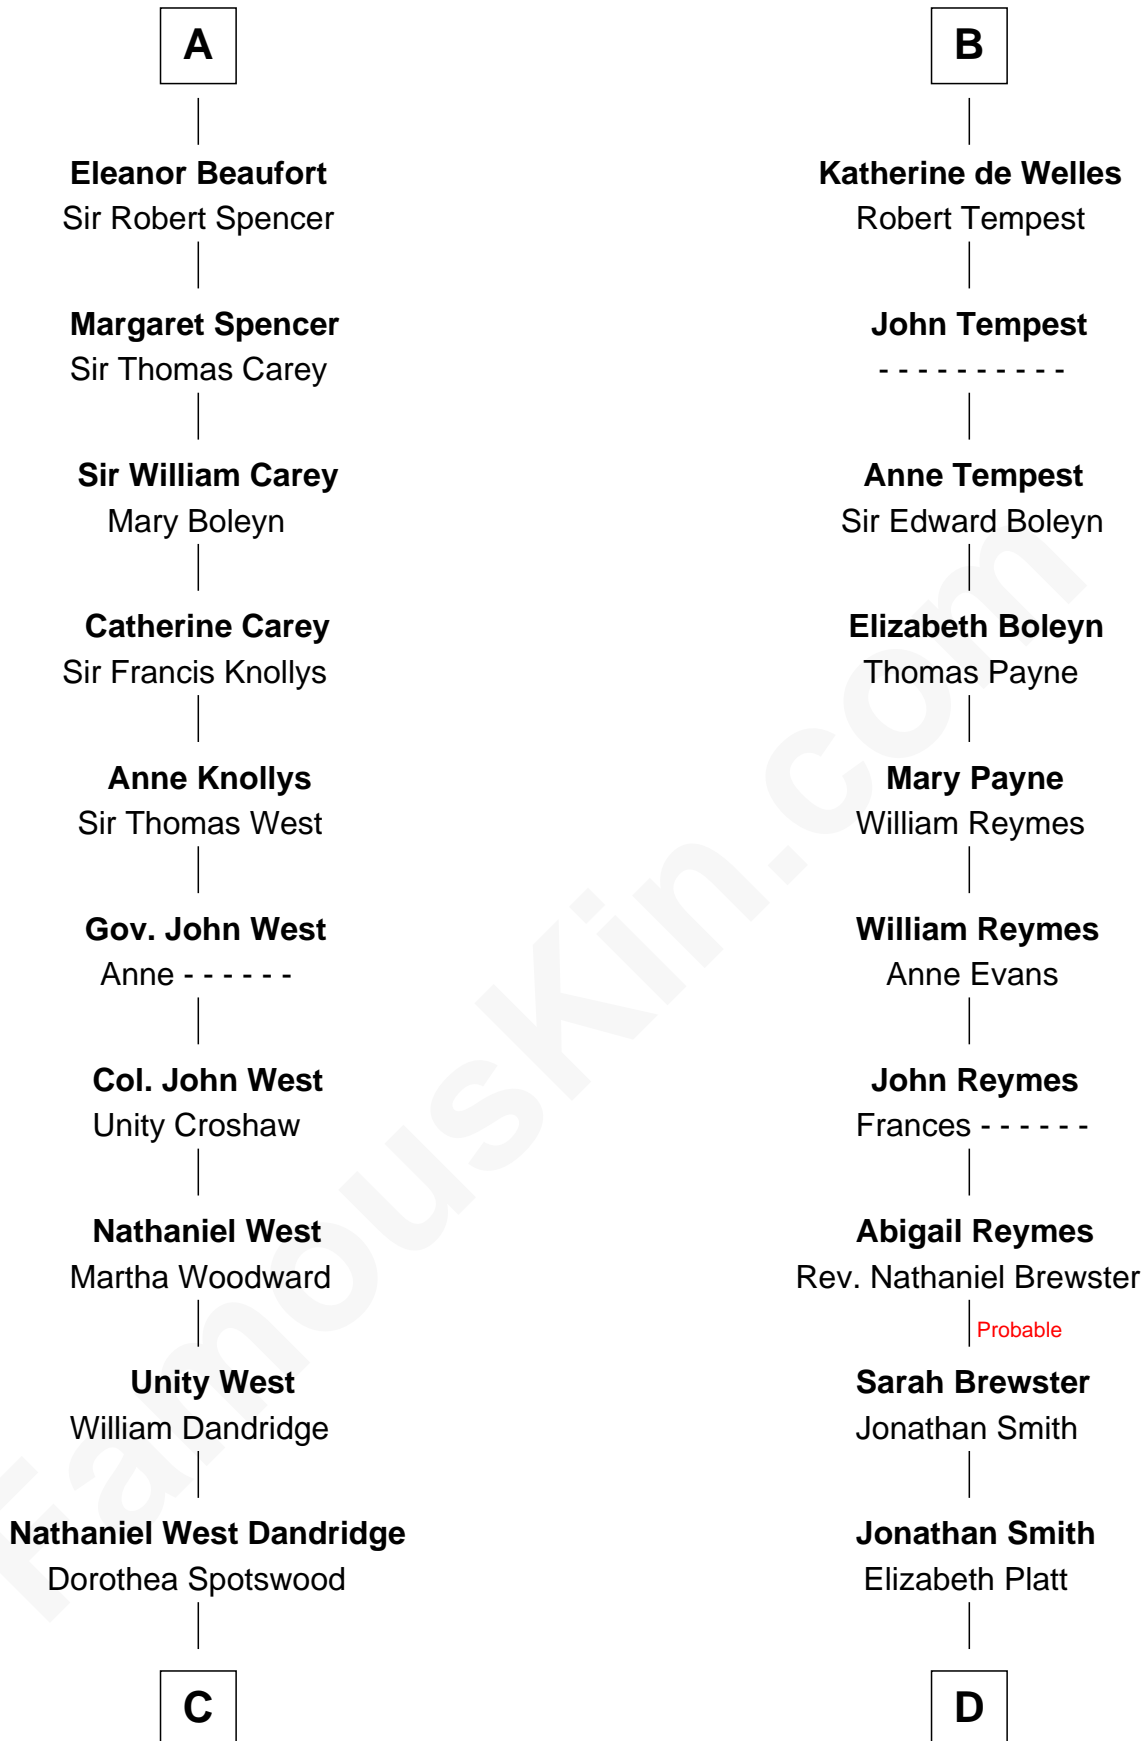 A
Eleanor Beaufort
Sir Robert Spencer
Margaret Spencer
Sir Thomas Carey
Sir William Carey
Mary Boleyn
Catherine Carey
Sir Francis Knollys
Anne Knollys
Sir Thomas West
Gov. John West
Anne - - - - - -
Col. John West
Unity Croshaw
Nathaniel West
Martha Woodward
Unity West
William Dandridge
Nathaniel West Dandridge
Dorothea Spotswood
C
B
Katherine de Welles
Robert Tempest
John Tempest
- - - - - - - - - -
Anne Tempest
Sir Edward Boleyn
Elizabeth Boleyn
Thomas Payne
Mary Payne
William Reymes
William Reymes
Anne Evans
John Reymes
Frances - - - - - -
Abigail Reymes
Rev. Nathaniel Brewster
Probable
Sarah Brewster
Jonathan Smith
Jonathan Smith
Elizabeth Platt
D
FamousKin.com